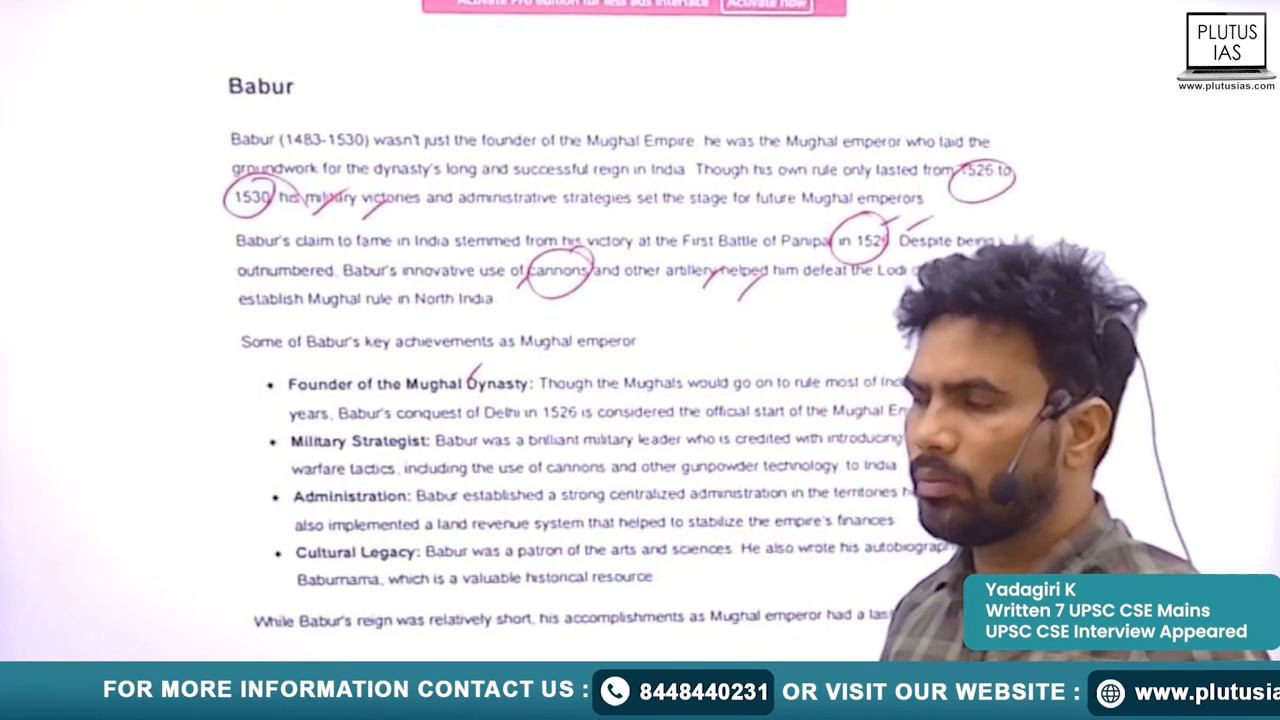 Activate Pro edition for less ads interface Activate now
PLUTUS
IAS
www.plutusias.com
Babur
Babur (1483-1530) wasn't just the founder of the Mughal Empire he was the Mughal emperor who laid the
groundwork for the dynasty's long and successful reign in India Though his own rule only lasted from 1526 to
1530 his military victories and administrative strategies set the stage for future Mughal emperors
Babur's claim to fame in India stemmed from his victory at the First Battle of Panipat in 1526 Despite being
outnumbered, Babur's innovative use of cannons and other artillery helped him defeat the Lodi
establish Mughal rule in North India
Some of Babur's key achievements as Mughal emperor
• Founder of the Mughal Dynasty: Though the Mughals would go on to rule most of
years, Babur's conquest of Delhi in 1526 is considered the official start of the Mughal
• Military Strategist: Babur was a brilliant military leader who is credited with introducing
warfare tactics, including the use of cannons and other gunpowder technology, to India
• Administration: Babur established a strong centralized administration in the territories
also implemented a land revenue system that helped to stabilize the empire's finances
• Cultural Legacy: Babur was a patron of the arts and sciences. He also wrote his
Baburnama, which is a valuable historical resource
While Babur's reign was relatively short, his accomplishments as Mughal emperor had a
Yadagiri K
Written 7 UPSC CSE Mains
UPSC CSE Interview Appeared
FOR MORE INFORMATION CONTACT US : 8448440231 OR VISIT OUR WEBSITE : www.plutusia